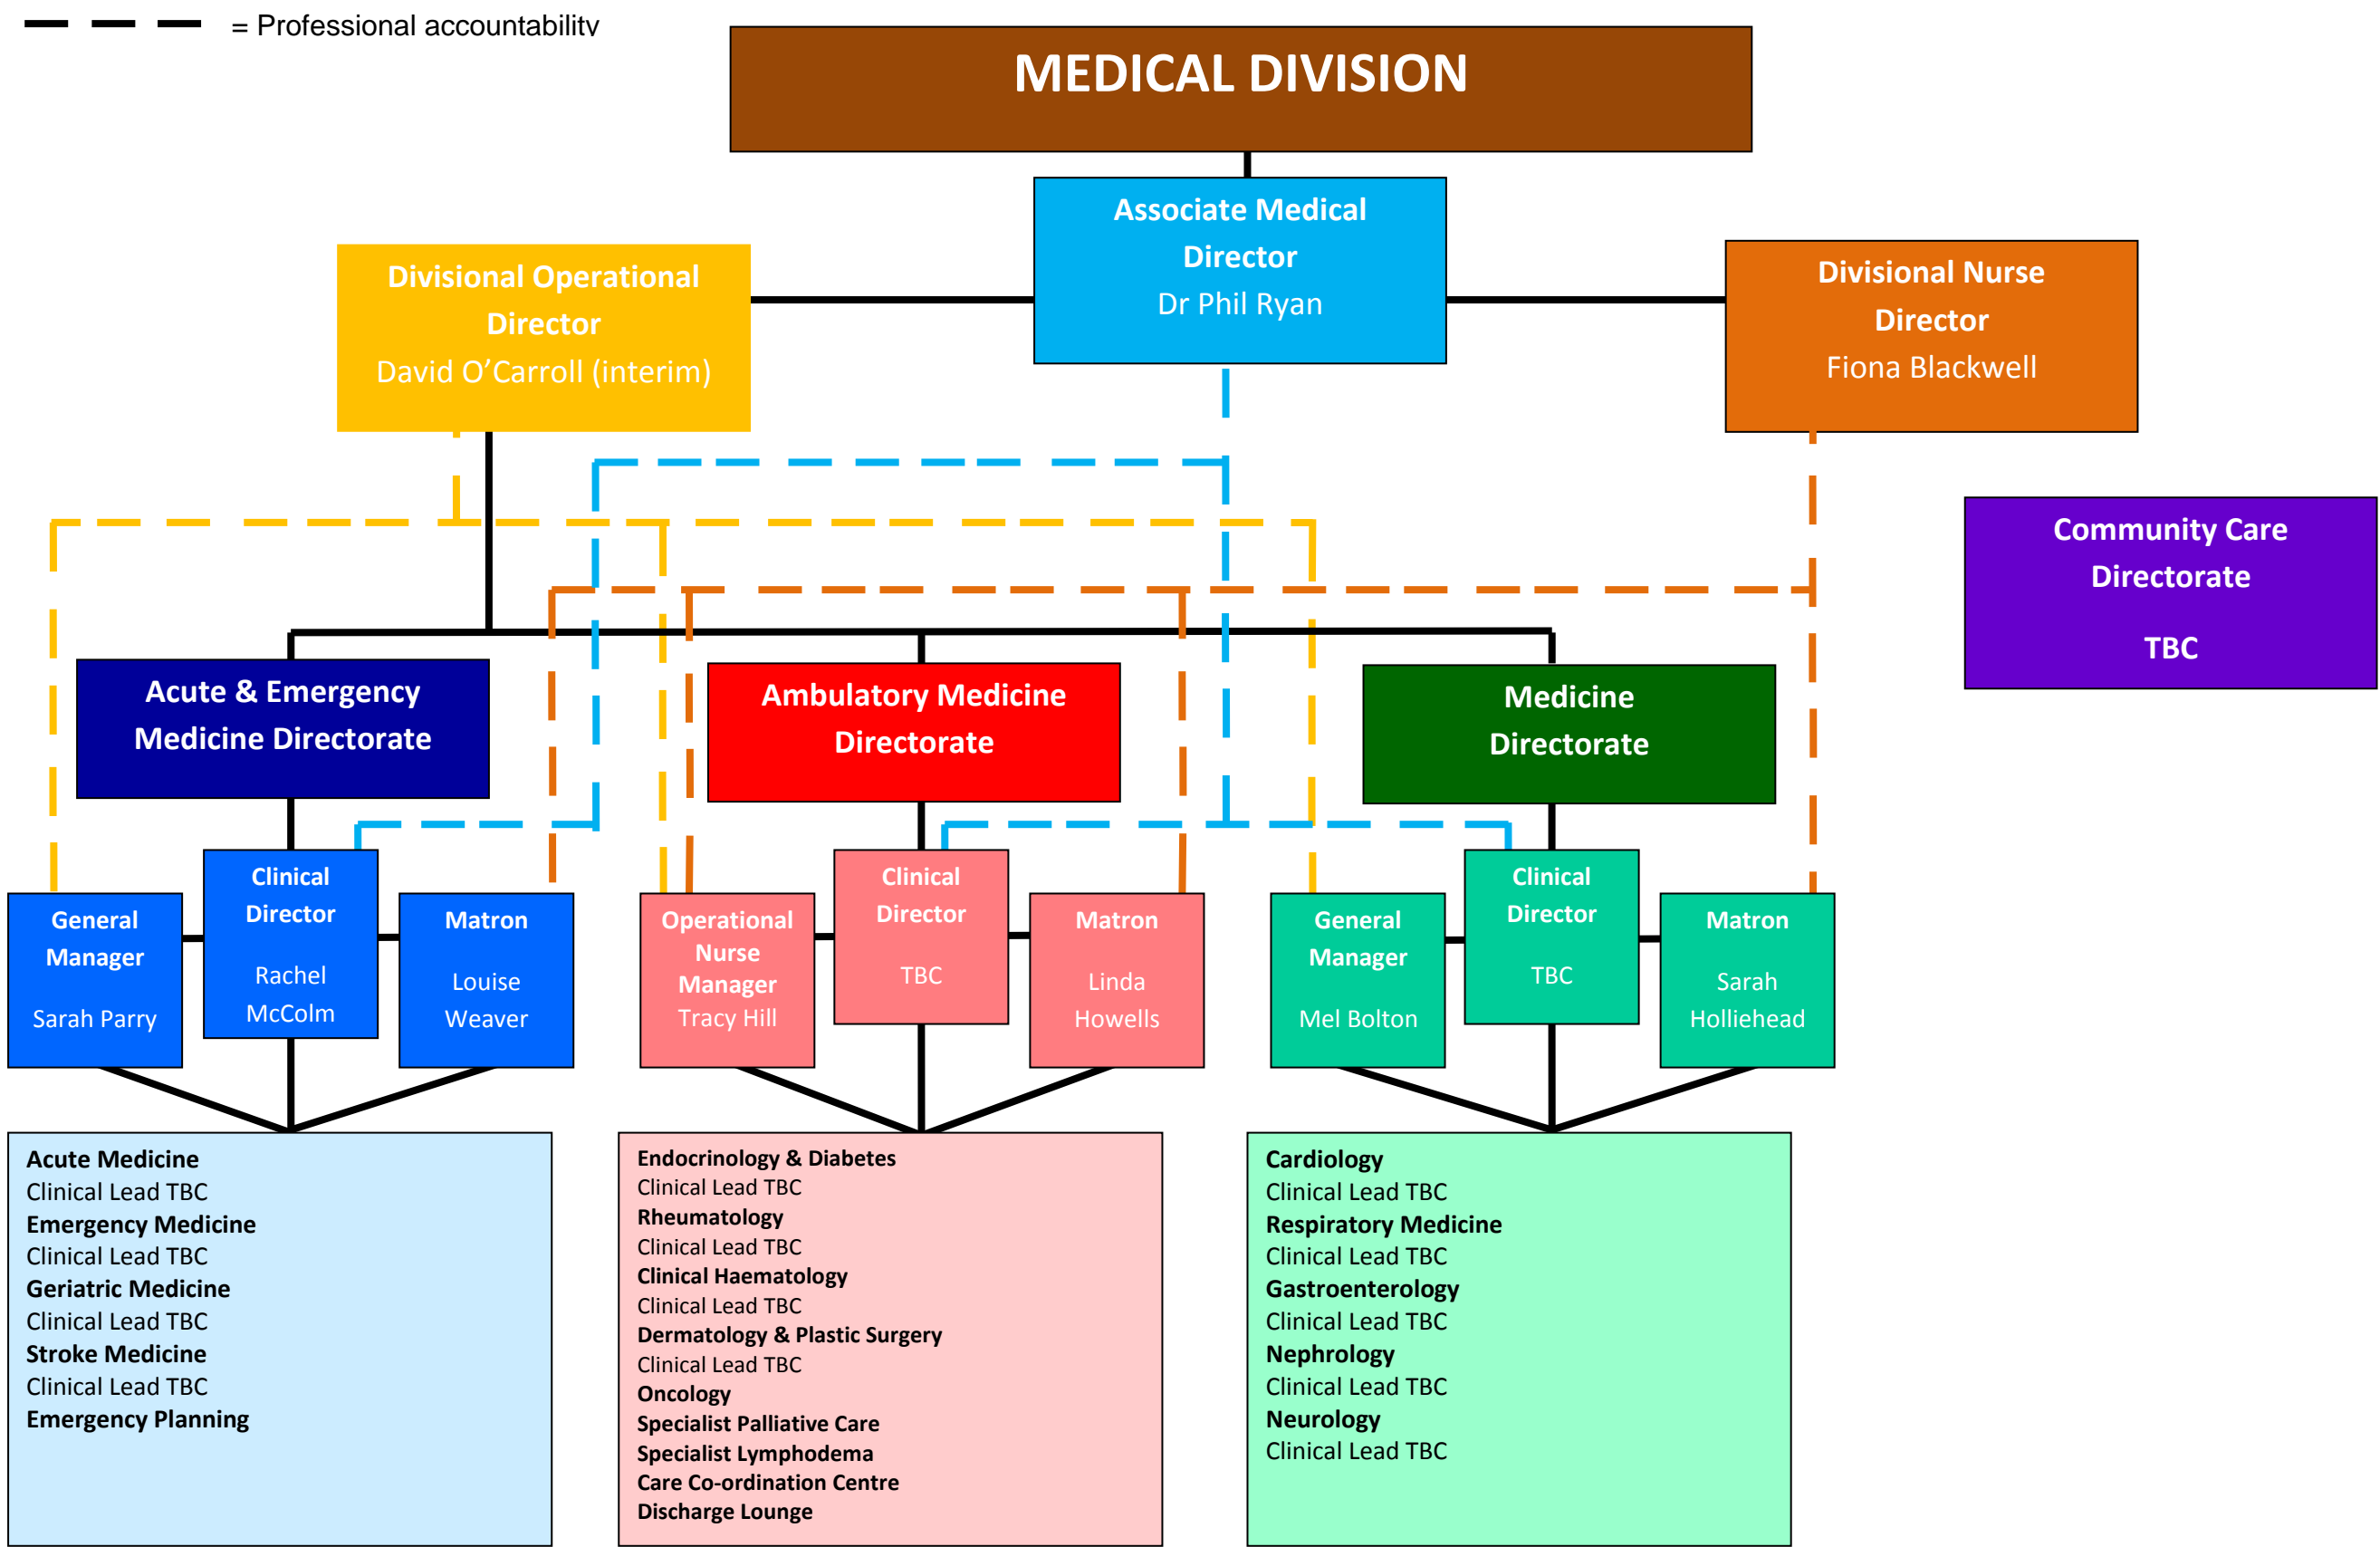 = Professional accountability
MEDICAL DIVISION
Associate Medical
Director
Dr Phil Ryan
Divisional Operational
Director
David O’Carroll (interim)
Divisional Nurse
Director
Fiona Blackwell
Community Care
Directorate
TBC
Acute & Emergency
Medicine Directorate
Ambulatory Medicine
Directorate
Medicine
Directorate
General
Manager
Sarah Parry
Clinical
Director
Rachel
McColm
Matron
Louise
Weaver
Operational
Nurse
Manager
Tracy Hill
Clinical
Director
TBC
Matron
Linda
Howells
General
Manager
Mel Bolton
Clinical
Director
TBC
Matron
Sarah
Holliehead
Acute Medicine
Clinical Lead TBC
Emergency Medicine
Clinical Lead TBC
Geriatric Medicine
Clinical Lead TBC
Stroke Medicine
Clinical Lead TBC
Emergency Planning
Endocrinology & Diabetes
Clinical Lead TBC
Rheumatology
Clinical Lead TBC
Clinical Haematology
Clinical Lead TBC
Dermatology & Plastic Surgery
Clinical Lead TBC
Oncology
Specialist Palliative Care
Specialist Lymphodema
Care Co-ordination Centre
Discharge Lounge
Cardiology
Clinical Lead TBC
Respiratory Medicine
Clinical Lead TBC
Gastroenterology
Clinical Lead TBC
Nephrology
Clinical Lead TBC
Neurology
Clinical Lead TBC